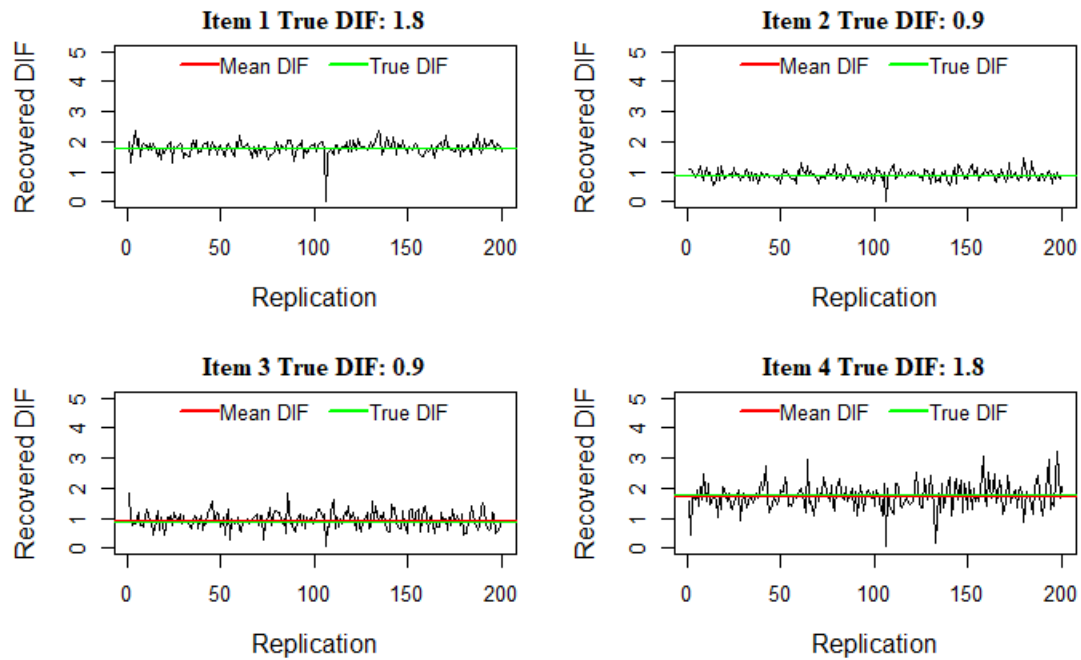 Item 1 True DIF: 1.8
Recovered DIF
5
4
3
2
1
0
Mean DIF True DIF
0 50 100 150 200
Replication
Item 2 True DIF: 0.9
Recovered DIF
5
4
3
2
1
0
Mean DIF True DIF
0 50 100 150 200
Replication
Item 3 True DIF: 0.9
Recovered DIF
5
4
3
2
1
0
Mean DIF True DIF
0 50 100 150 200
Replication
Item 4 True DIF: 1.8
Recovered DIF
5
4
3
2
1
0
Mean DIF True DIF
0 50 100 150 200
Replication